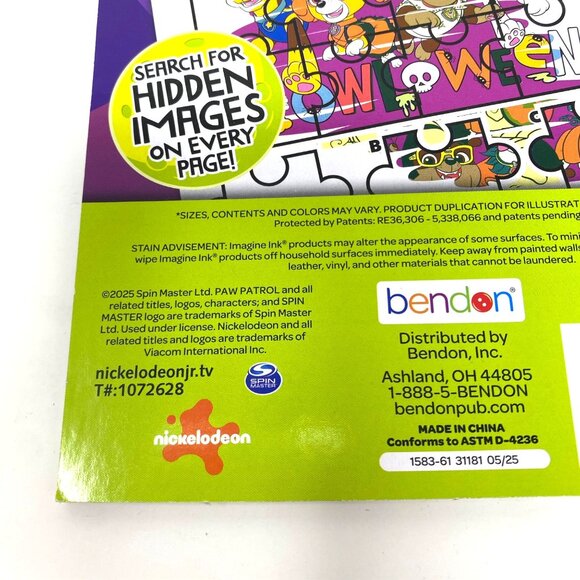 SEARCH FOR
HIDDEN
IMAGES
ON EVERY
PAGE!
OWL-O-WEEN
B
C
*SIZES, CONTENTS AND COLORS MAY VARY. PRODUCT DUPLICATION FOR ILLUSTRAT
Protected by Patents: RE36,306 - 5,338,066 and patents pending
STAIN ADVISEMENT: Imagine Ink® products may alter the appearance of some surfaces. To mini
wipe Imagine Ink® products off household surfaces immediately. Keep away from painted walls
leather, vinyl, and other materials that cannot be laundered.
©2025 Spin Master Ltd. PAW PATROL and all
related titles, logos, characters; and SPIN
MASTER logo are trademarks of Spin Master
Ltd. Used under license. Nickelodeon and all
related titles and logos are trademarks of
Viacom International Inc.
nickelodeonjr.tv
T#:1072628
SPIN
MASTER
nickelodeon
bendon®
Distributed by
Bendon, Inc.
Ashland, OH 44805
1-888-5-BENDON
bendonpub.com
MADE IN CHINA
Conforms to ASTM D-4236
1583-61 31181 05/25